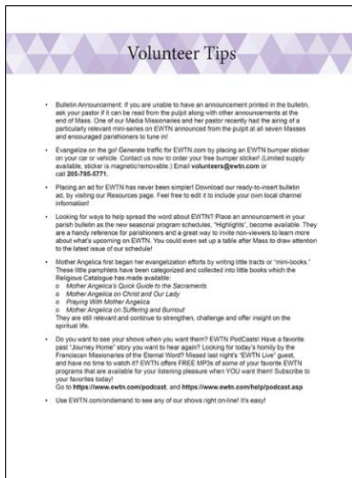 Volunteer Tips
• Bulletin Announcement: If you are unable to have an announcement printed in the bulletin,
ask your pastor if it can be read from the pulpit along with other announcements at the
end of Mass. One of our Media Missionaries and her pastor recently had the airing of a
particularly relevant mini-series on EWTN announced from the pulpit at all seven Masses
and encouraged parishioners to tune in!
• Evangelize on the go! Generate traffic for EWTN.com by placing an EWTN bumper sticker
on your car or vehicle. Contact us now to order your free bumper sticker! (Limited supply
available, sticker is magnetic/removable.) Email volunteers@ewtn.com or
call 205-795-5771.
• Placing an ad for EWTN has never been simpler! Download our ready-to-insert bulletin
ad, by visiting our Resources page. Feel free to edit it to include your own local channel
information!
• Looking for ways to help spread the word about EWTN? Place an announcement in your
parish bulletin as the new seasonal program schedules, "Highlights', become available. They
are a handy reference for parishioners and a great way to invite non-viewers to learn more
about what's upcoming on EWTN. You could even set up a table after Mass to draw attention
to the latest issue of our schedule!
• Mother Angelica first began her evangelization efforts by writing little tracts or "mini-books."
These little pamphlets have been categorized and collected into little books which the
Religious Catalogue has made available:
o Mother Angelica's Quick Guide to the Sacraments
o Mother Angelica on Christ and Our Lady
o Praying With Mother Angelica
o Mother Angelica on Suffering and Burnout
They are still relevant and continue to strengthen, challenge and offer insight on the
spiritual life.
• Do you want to see your shows when you want them? EWTN PodCasts! Have a favorite
past "Journey Home" story you want to hear again? Looking for today's homily by the
Franciscan Missionaries of the Eternal Word? Missed last night's "EWTN Live" guest,
and have no time to watch it? EWTN offers FREE MP3s of some of your favorite EWTN
programs that are available for your listening pleasure when YOU want them! Subscribe to
your favorites today!
Go to https://www.ewtn.com/podcast, and https://www.ewtn.com/help/podcast.asp
• Use EWTN.com/ondemand to see any of our shows right on-line! It's easy!